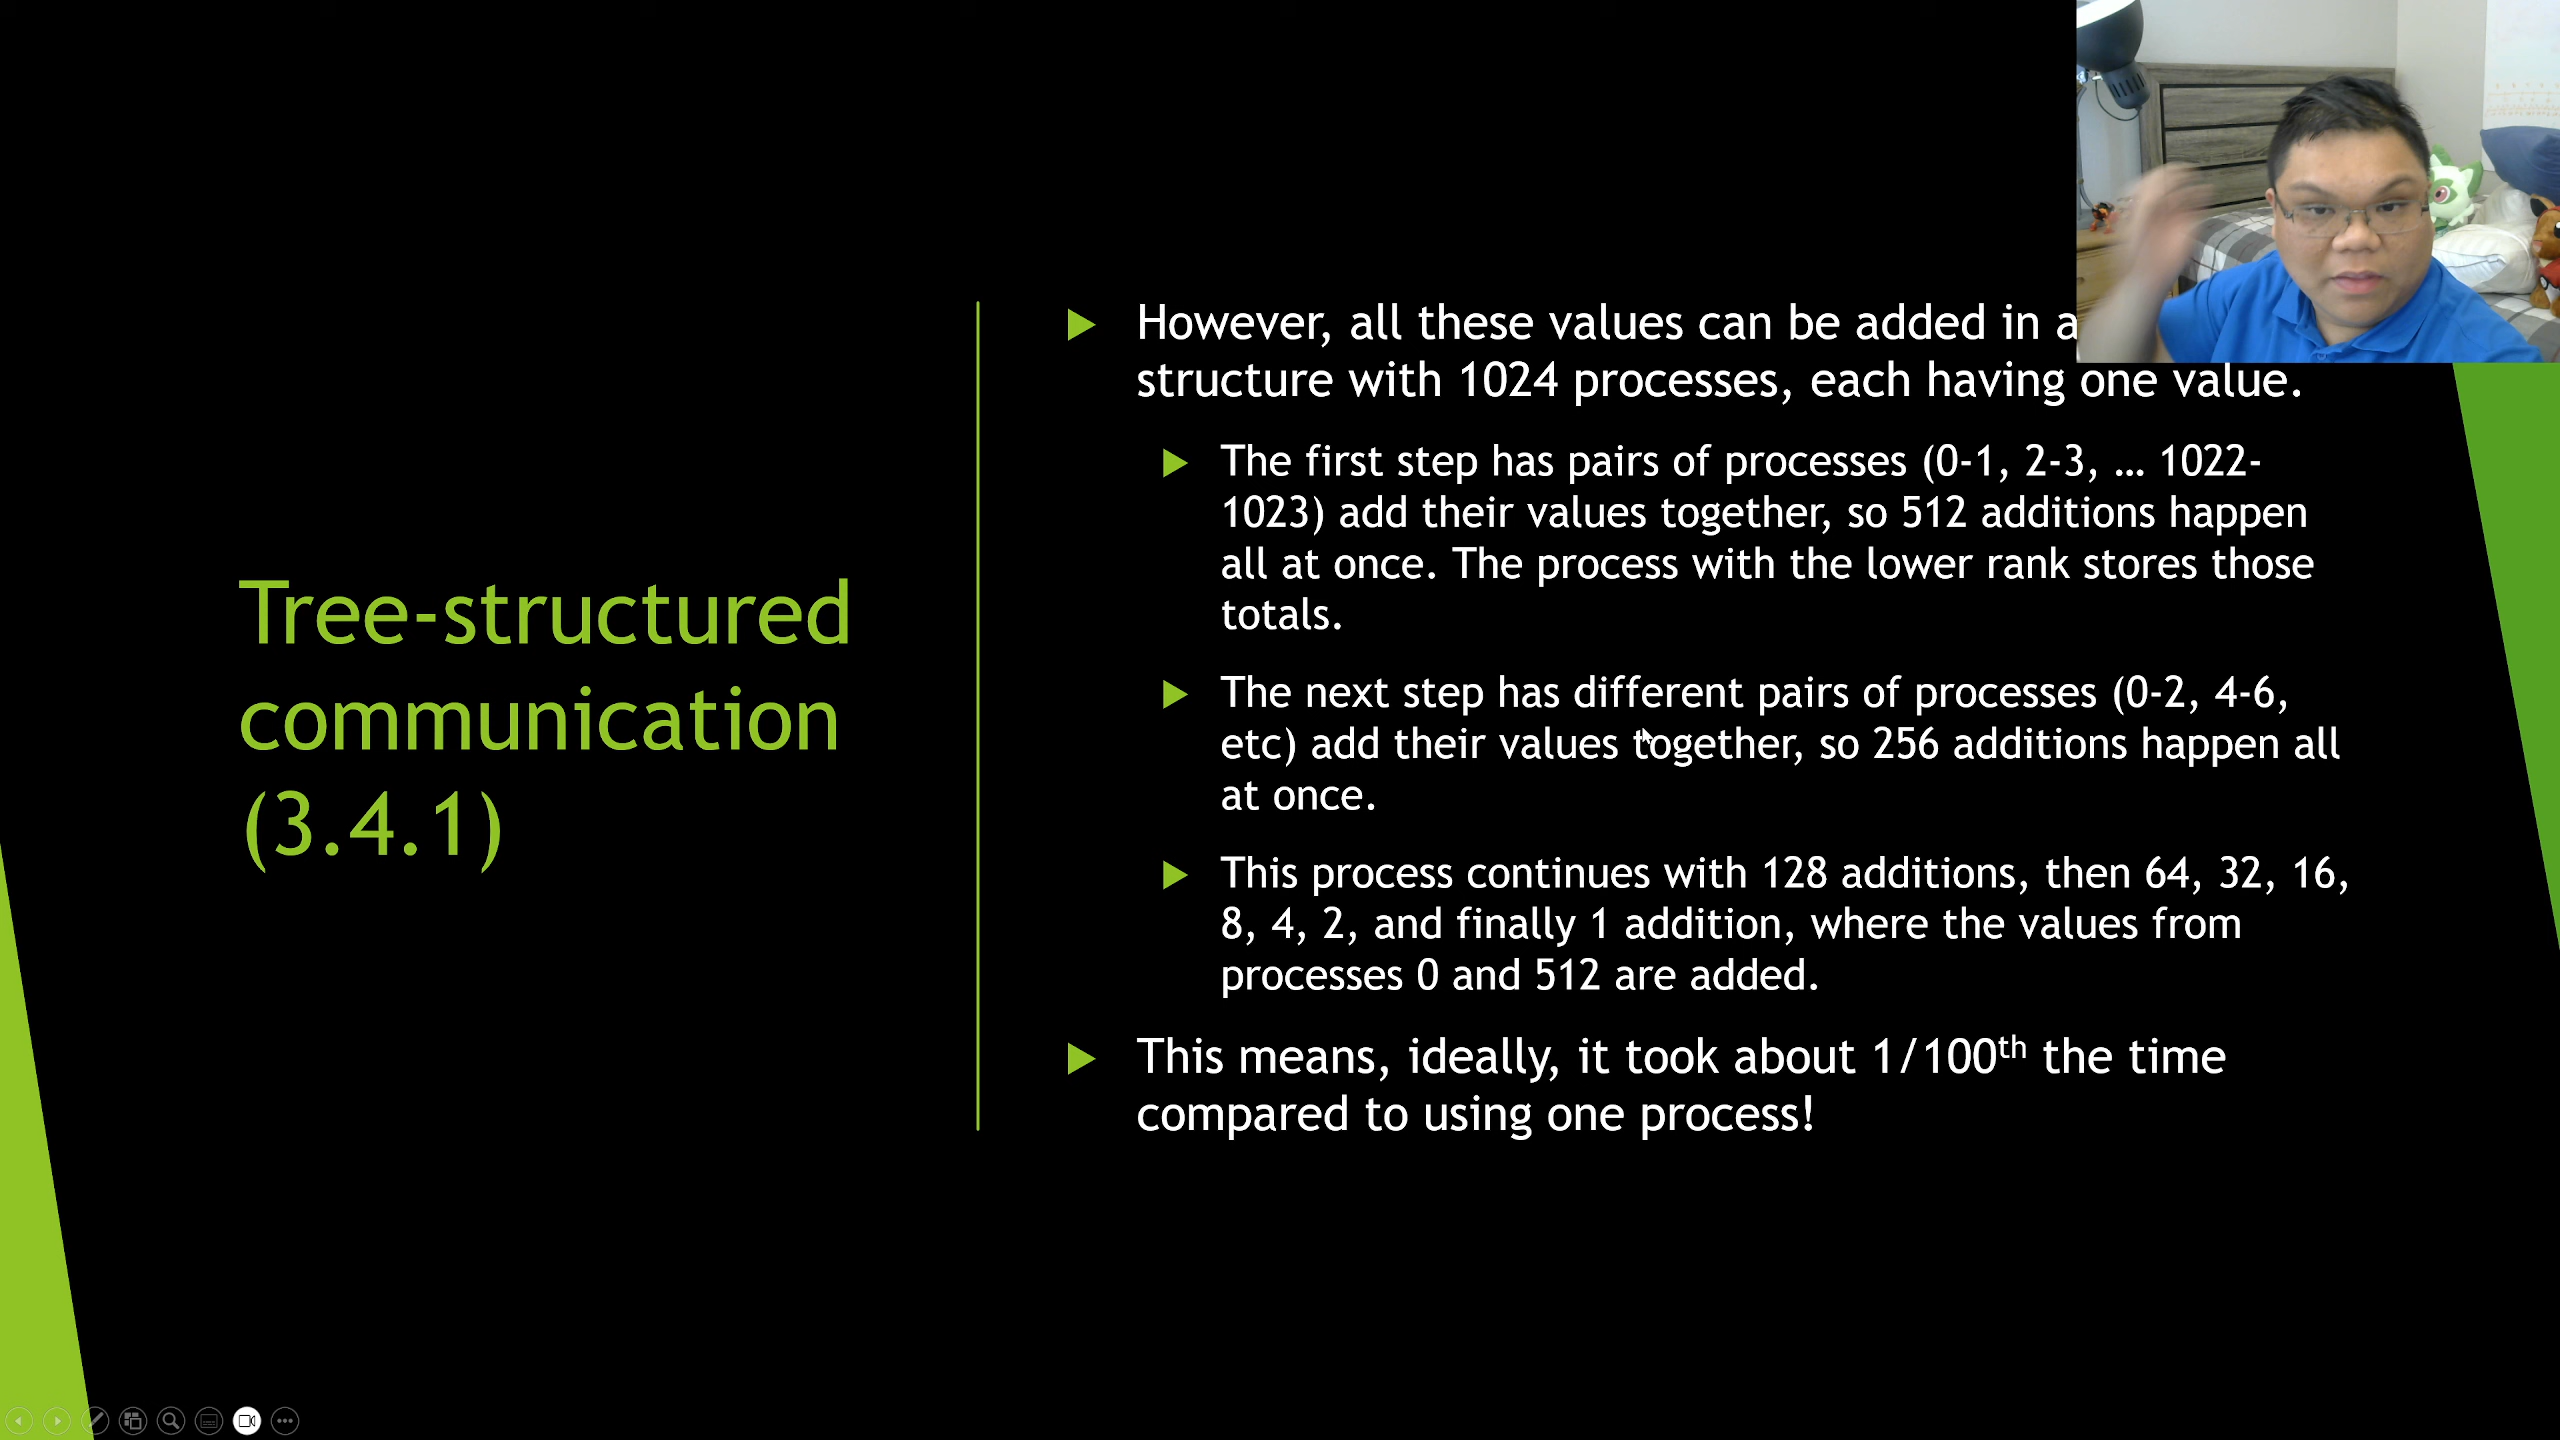 Tree-structured
communication
(3.4.1)
However, all these values can be added in a
structure with 1024 processes, each having one value.
The first step has pairs of processes (0-1, 2-3, … 1022-
1023) add their values together, so 512 additions happen
all at once. The process with the lower rank stores those
totals.
The next step has different pairs of processes (0-2, 4-6,
etc) add their values together, so 256 additions happen all
at once.
This process continues with 128 additions, then 64, 32, 16,
8, 4, 2, and finally 1 addition, where the values from
processes 0 and 512 are added.
This means, ideally, it took about 1/100th the time
compared to using one process!